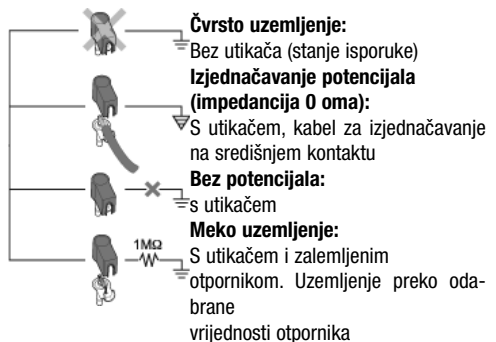 Čvrsto uzemljenje:
Bez utikača (stanje isporuke)
Izjednačavanje potencijala
(impedancija 0 oma):
S utikačem, kabel za izjednačavanje
na središnjem kontaktu
Bez potencijala:
s utikačem
Meko uzemljenje:
1MΩ
S utikačem i zalemljenim
otpornikom. Uzemljenje preko oda-
brane
vrijednosti otpornika